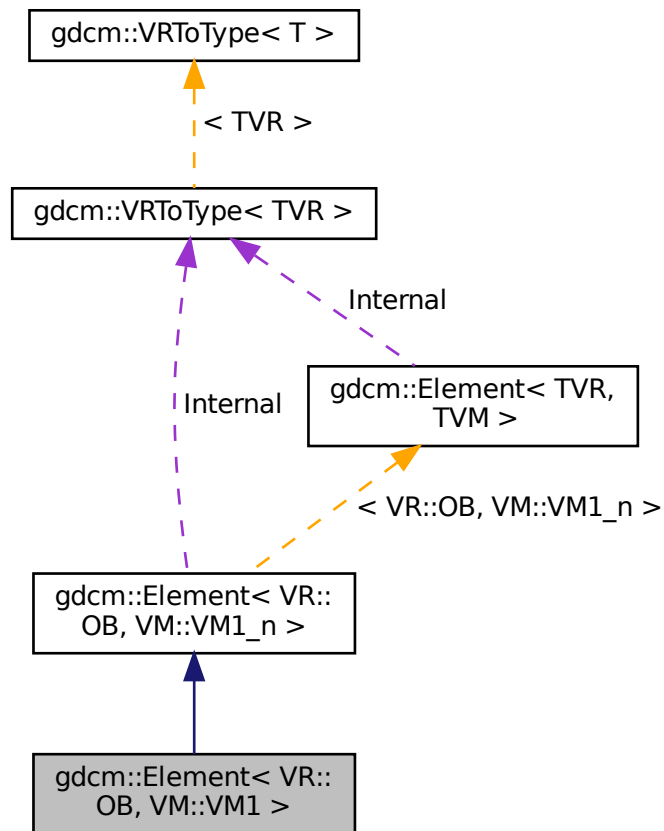 gdcm::VRToType< T >
< TVR >
gdcm::VRToType< TVR >
Internal
gdcm::Element< TVR,
TVM >
Internal
< VR::OB, VM::VM1_n >
gdcm::Element< VR::
OB, VM::VM1_n >
gdcm::Element< VR::
OB, VM::VM1 >